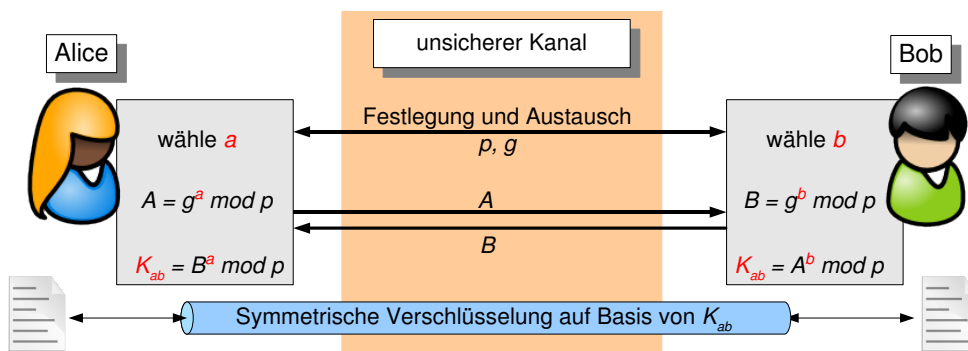 Alice
unsicherer Kanal
Bob
Festlegung und Austausch
p, g
wähle a
wähle b
A = g^a mod p
A
B = g^b mod p
B
K_ab = B^a mod p
K_ab = A^b mod p
Symmetrische Verschlüsselung auf Basis von K_ab